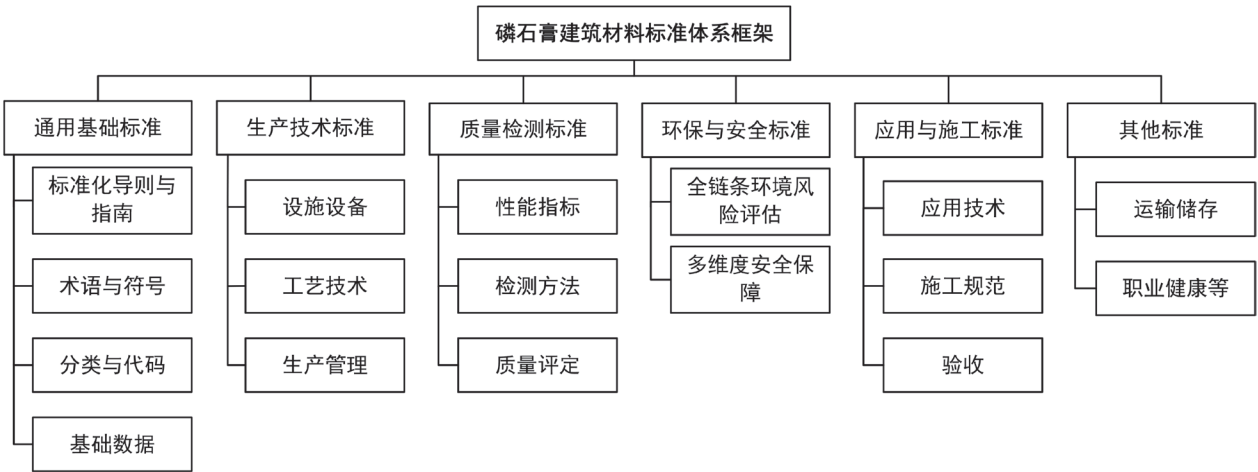 磷石膏建筑材料标准体系框架
通用基础标准
标准化导则与
指南
术语与符号
分类与代码
基础数据
生产技术标准
设施设备
工艺技术
生产管理
质量检测标准
性能指标
检测方法
质量评定
环保与安全标准
全链条环境风
险评估
多维度安全保
障
应用与施工标准
应用技术
施工规范
验收
其他标准
运输储存
职业健康等